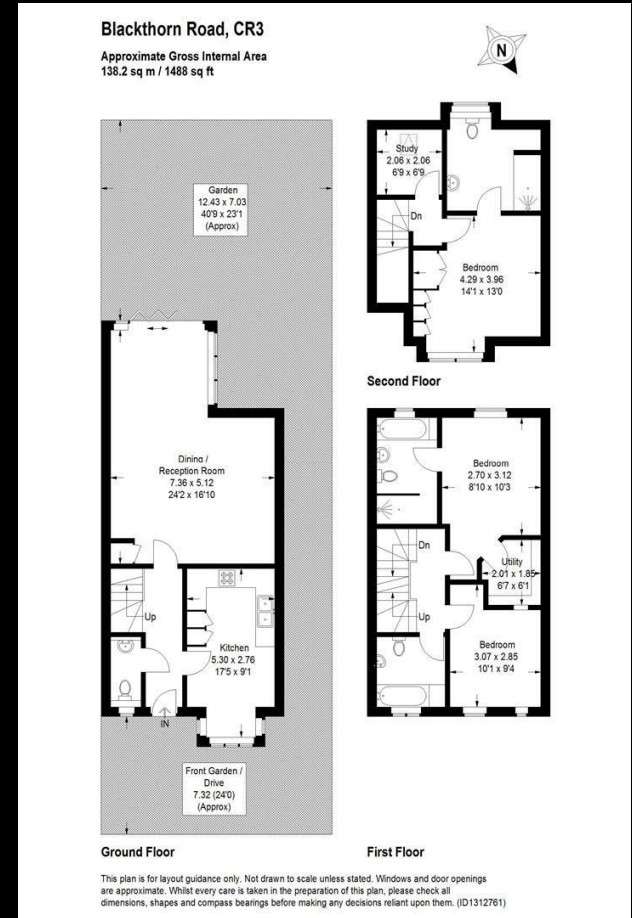 Blackthorn Road, CR3
Approximate Gross Internal Area
138.2 sq m / 1488 sq ft
N
Garden
12.43 x 7.03
40'9 x 23'1
(Approx)
Study
2.06 x 2.06
6'9 x 6'9
Dn
Bedroom
4.29 x 3.96
14'1 x 13'0
Second Floor
Dining /
Reception Room
7.36 x 5.12
24'2 x 16'10
Up
Kitchen
5.30 x 2.76
17'5 x 9'1
IN
Front Garden /
Drive
7.32 (24'0)
(Approx)
Ground Floor
Bedroom
2.70 x 3.12
8'10 x 10'3
Dn
Utility
2.01 x 1.85
6'7 x 6'1
Up
Bedroom
3.07 x 2.85
10'1 x 9'4
First Floor
This plan is for layout guidance only. Not drawn to scale unless stated. Windows and door openings
are approximate. Whilst every care is taken in the preparation of this plan, please check all
dimensions, shapes and compass bearings before making any decisions reliant upon them. (ID1312761)